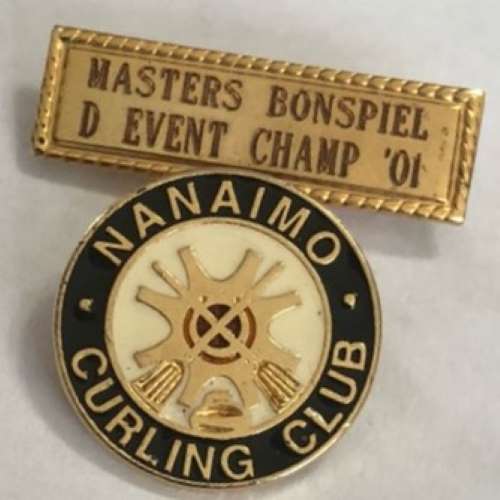 MASTERS BONSPIEL
D EVENT CHAMP '01
NANAIMO
CURLING CLUB